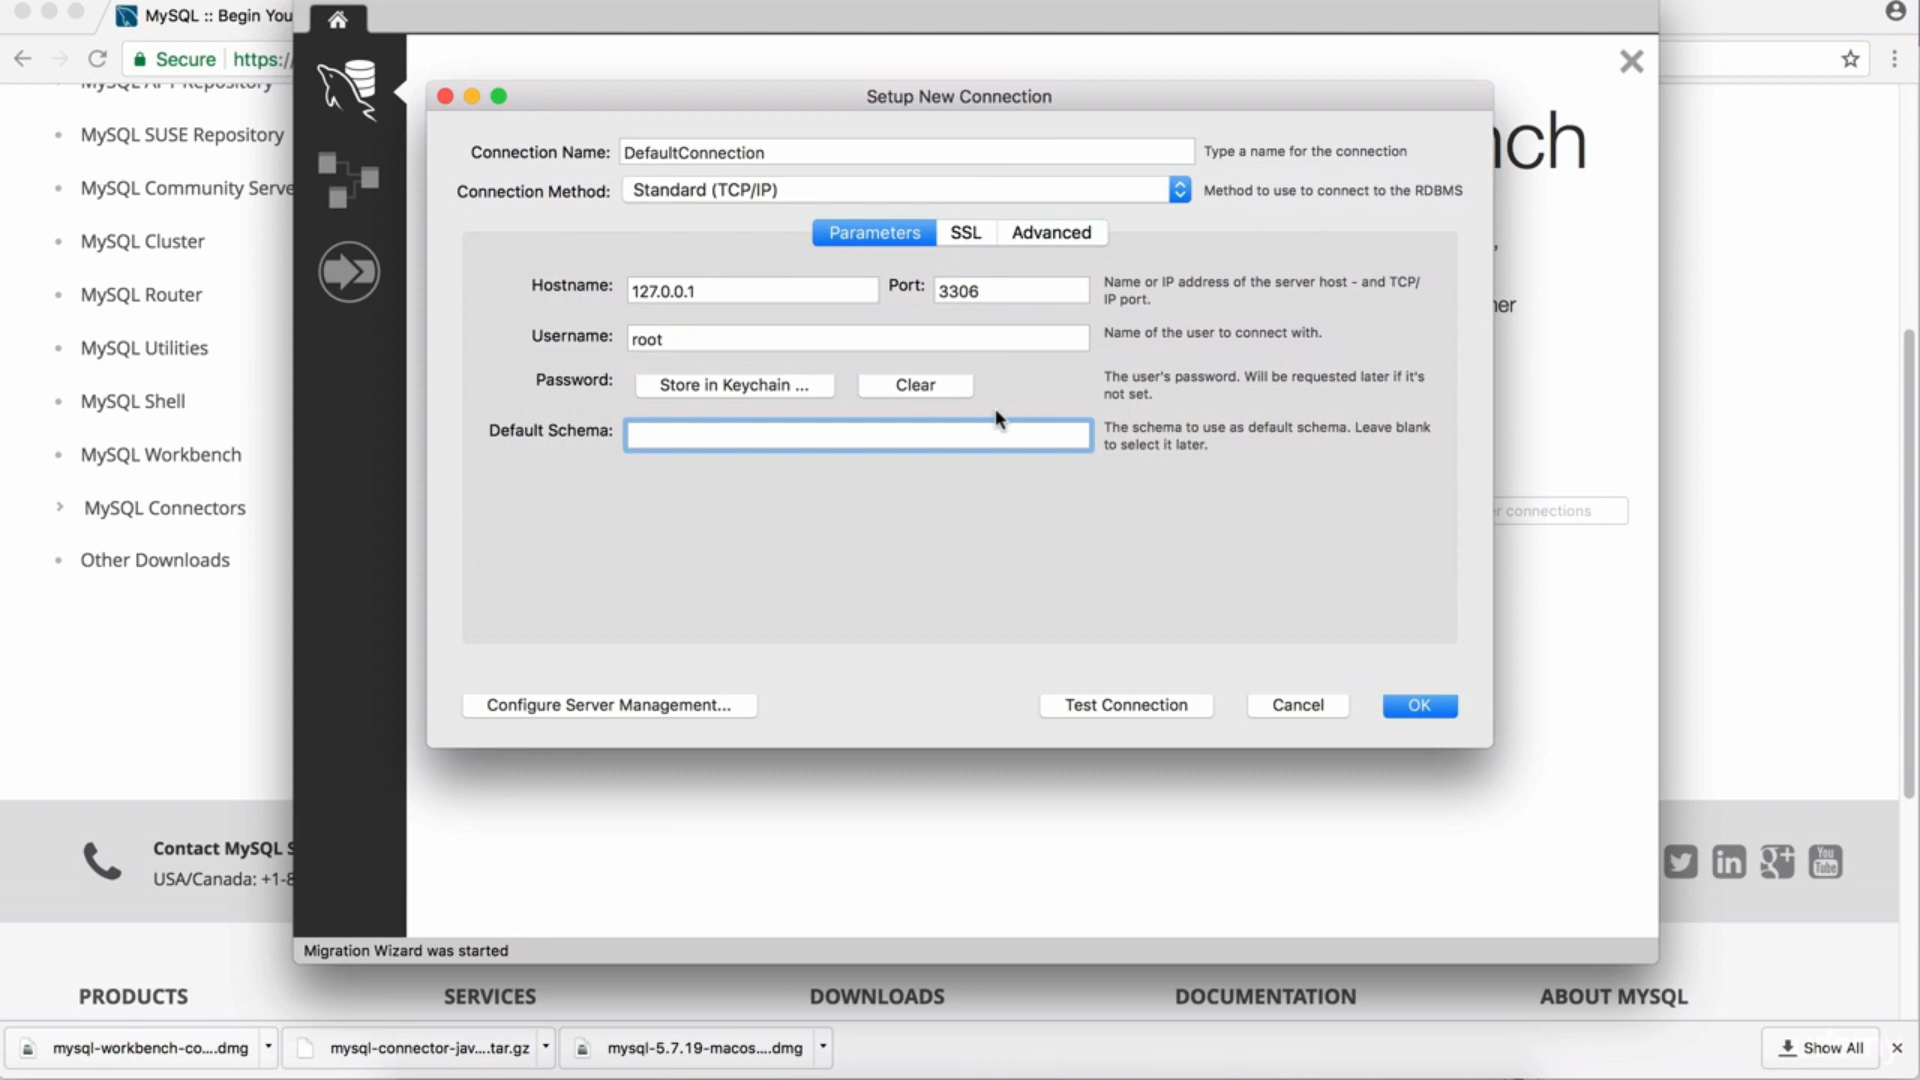 MySQL :: Begin You
Secure
https:/
MySQL APT Repository
MySQL SUSE Repository
MySQL Community Serve
MySQL Cluster
MySQL Router
MySQL Utilities
MySQL Shell
MySQL Workbench
MySQL Connectors
Other Downloads
Setup New Connection
Connection Name: DefaultConnection Type a name for the connection
Connection Method: Standard (TCP/IP) Method to use to connect to the RDBMS
Parameters SSL Advanced
Hostname: 127.0.0.1 Port: 3306 Name or IP address of the server host - and TCP/
IP port.
Username: root Name of the user to connect with.
Password: Store in Keychain ... Clear The user's password. Will be requested later if it's
not set.
Default Schema: The schema to use as default schema. Leave blank
to select it later.
Configure Server Management... Test Connection Cancel OK
nch
,
er
r connections
Contact MySQL S
USA/Canada: +1-8
You
Tube
g+
in
Migration Wizard was started
PRODUCTS SERVICES DOWNLOADS DOCUMENTATION ABOUT MYSQL
mysql-workbench-co....dmg mysql-connector-jav....tar.gz mysql-5.7.19-macos....dmg Show All